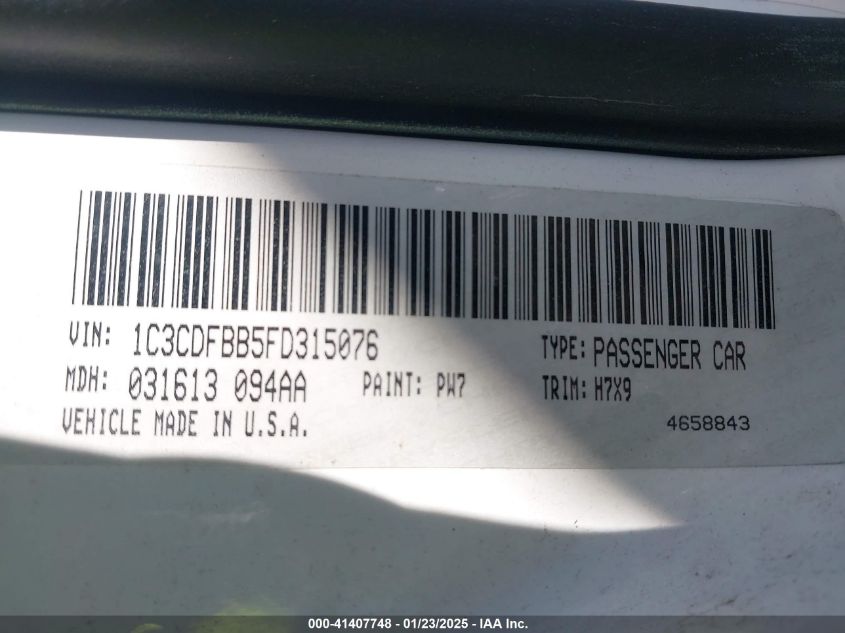 VIN: 1C3CDFBB5FD315076 TYPE: PASSENGER CAR
MDH: 031613 094AA PAINT: PW7 TRIM: H7X9
VEHICLE MADE IN U.S.A. 4658843
000-41407748 - 01/23/2025 - IAA Inc.